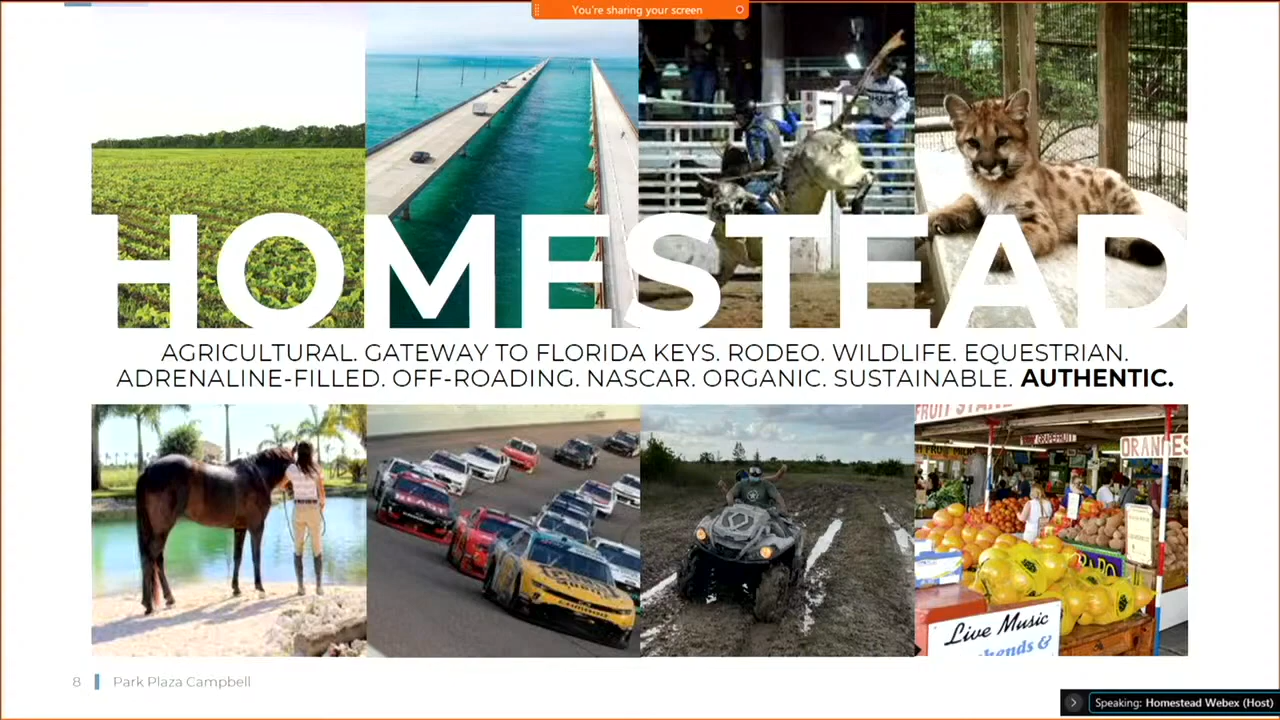 You're sharing your screen
HOMESTEAD
AGRICULTURAL. GATEWAY TO FLORIDA KEYS. RODEO. WILDLIFE. EQUESTRIAN.
ADRENALINE-FILLED. OFF-ROADING. NASCAR. ORGANIC. SUSTAINABLE. AUTHENTIC.
FRUIT STAND
GRAPEFRUIT
ORANGES
Live Music
8 Park Plaza Campbell
Speaking: Homestead Webex (Host)